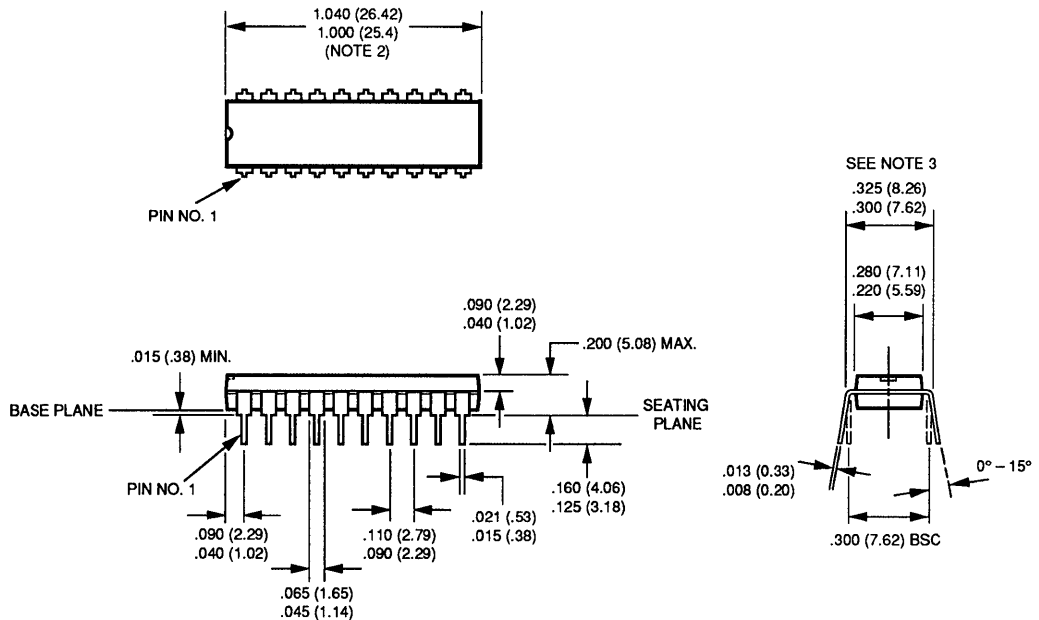 1.040 (26.42)
1.000 (25.4)
(NOTE 2)
PIN NO. 1
SEE NOTE 3
.325 (8.26)
.300 (7.62)
.280 (7.11)
.220 (5.59)
.090 (2.29)
.040 (1.02)
.015 (.38) MIN.
.200 (5.08) MAX.
BASE PLANE
SEATING
PLANE
PIN NO. 1
.013 (0.33)
.008 (0.20)
0° – 15°
.160 (4.06)
.125 (3.18)
.021 (.53)
.015 (.38)
.090 (2.29)
.040 (1.02)
.110 (2.79)
.090 (2.29)
.300 (7.62) BSC
.065 (1.65)
.045 (1.14)